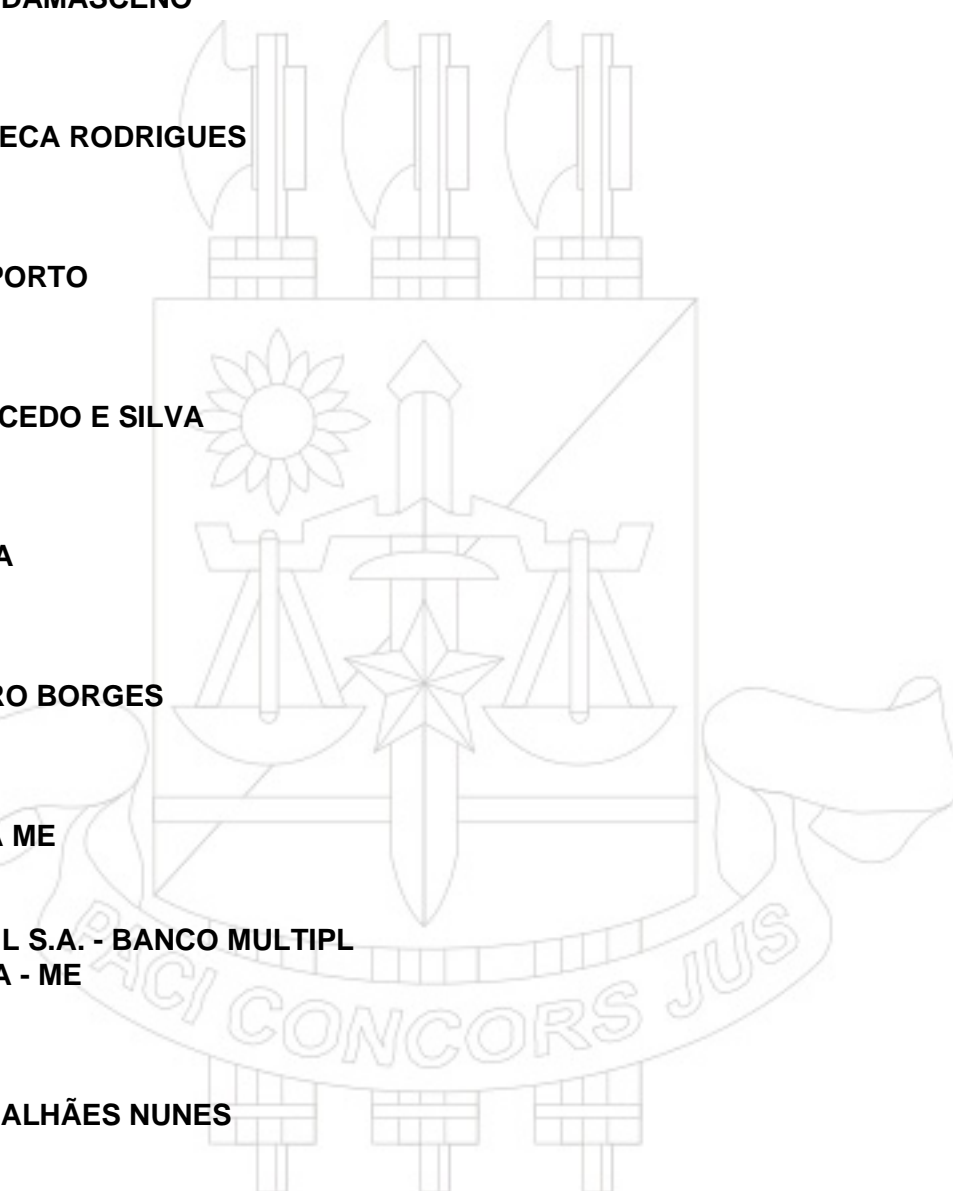 DAMASCENO
ECA RODRIGUES
PORTO
CEDO E SILVA
A
RO BORGES
A ME
L S.A. - BANCO MULTIPL
A - ME
ALHÃES NUNES
PACI CONCORS JUS